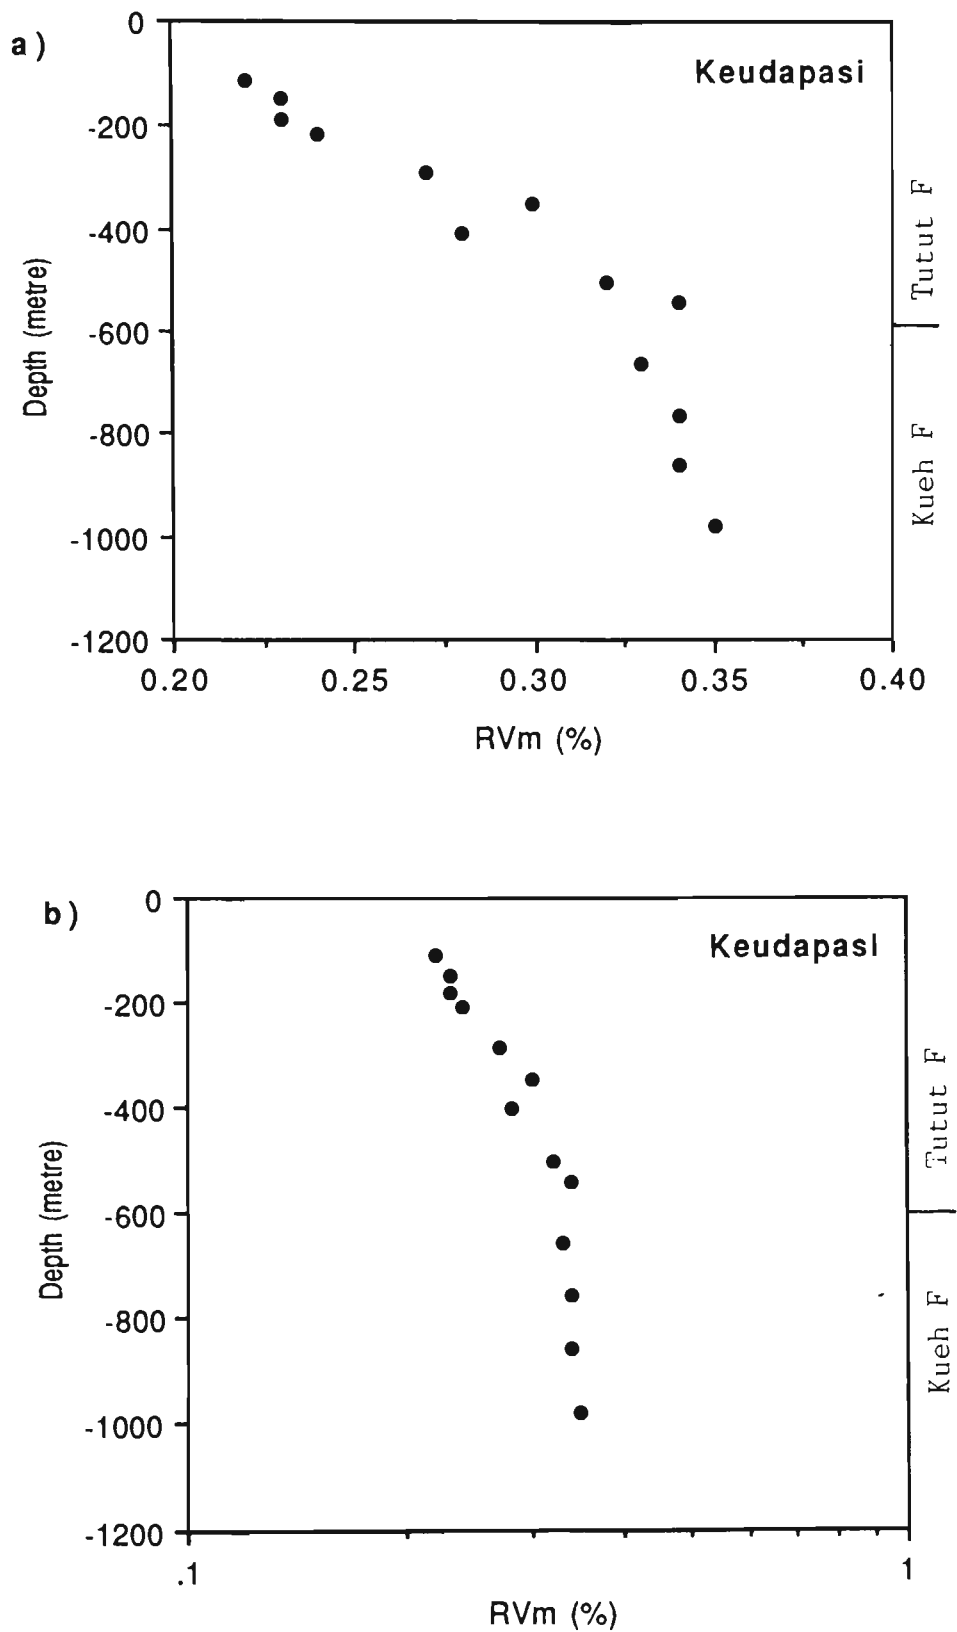 a)
Keudapasi
0
-200
-400
-600
-800
-1000
-1200
Depth (metre)
Tutut F
Kueh F
0.20 0.25 0.30 0.35 0.40
RVm (%)
b)
Keudapasi
0
-200
-400
-600
-800
-1000
-1200
Depth (metre)
Tutut F
Kueh F
.1 1
RVm (%)